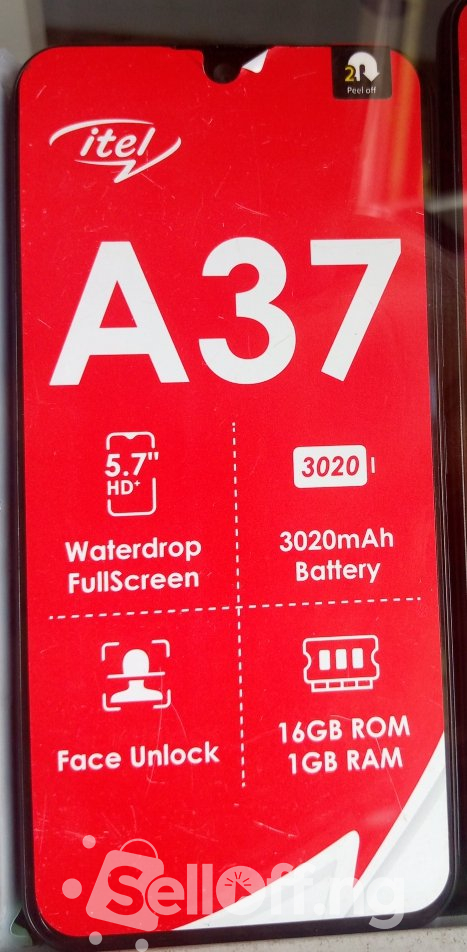 2
Peel off
itel
A37
5.7"
HD+
3020
Waterdrop
FullScreen
3020mAh
Battery
Face Unlock
16GB ROM
1GB RAM
SellOff.ng